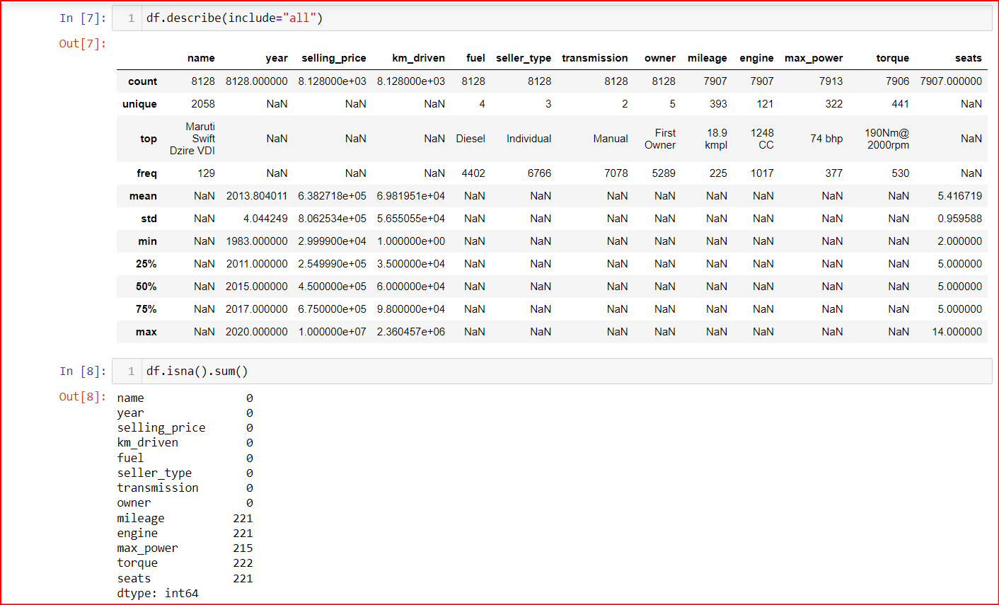 In [7]: 1 df.describe(include="all")
Out[7]:
name year selling_price km_driven fuel seller_type transmission owner mileage engine max_power torque seats
count 8128 8128.000000 8.128000e+03 8.128000e+03 8128 8128 8128 8128 7907 7907 7913 7906 7907.000000
unique 2058 NaN NaN NaN 4 3 2 5 393 121 322 441 NaN
top Maruti Swift Dzire VDI NaN NaN NaN Diesel Individual Manual First Owner 18.9 kmpl 1248 CC 74 bhp 190Nm@ 2000rpm NaN
freq 129 NaN NaN NaN 4402 6766 7078 5289 225 1017 377 530 NaN
mean NaN 2013.804011 6.382718e+05 6.981951e+04 NaN NaN NaN NaN NaN NaN NaN NaN 5.416719
std NaN 4.044249 8.062534e+05 5.655055e+04 NaN NaN NaN NaN NaN NaN NaN NaN 0.959588
min NaN 1983.000000 2.999900e+04 1.000000e+00 NaN NaN NaN NaN NaN NaN NaN NaN 2.000000
25% NaN 2011.000000 2.549990e+05 3.500000e+04 NaN NaN NaN NaN NaN NaN NaN NaN 5.000000
50% NaN 2015.000000 4.500000e+05 6.000000e+04 NaN NaN NaN NaN NaN NaN NaN NaN 5.000000
75% NaN 2017.000000 6.750000e+05 9.800000e+04 NaN NaN NaN NaN NaN NaN NaN NaN 5.000000
max NaN 2020.000000 1.000000e+07 2.360457e+06 NaN NaN NaN NaN NaN NaN NaN NaN 14.000000
In [8]: 1 df.isna().sum()
Out[8]: name 0
year 0
selling_price 0
km_driven 0
fuel 0
seller_type 0
transmission 0
owner 0
mileage 221
engine 221
max_power 215
torque 222
seats 221
dtype: int64